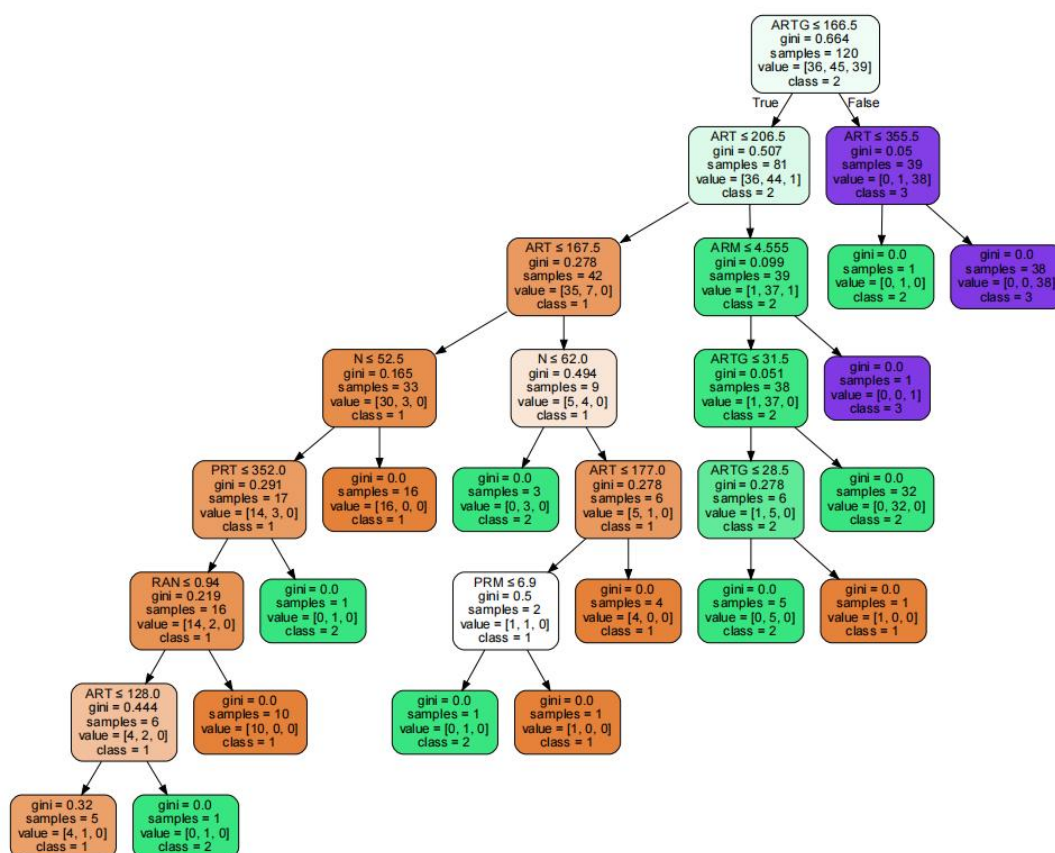 ARTG ≤ 166.5
gini = 0.664
samples = 120
value = [36, 45, 39]
class = 2
True
False
ART ≤ 206.5
gini = 0.507
samples = 81
value = [36, 44, 1]
class = 2
ART ≤ 355.5
gini = 0.05
samples = 39
value = [0, 1, 38]
class = 3
ART ≤ 167.5
gini = 0.278
samples = 42
value = [35, 7, 0]
class = 1
ARM ≤ 4.555
gini = 0.099
samples = 39
value = [1, 37, 1]
class = 2
gini = 0.0
samples = 1
value = [0, 1, 0]
class = 2
gini = 0.0
samples = 38
value = [0, 0, 38]
class = 3
N ≤ 52.5
gini = 0.165
samples = 33
value = [30, 3, 0]
class = 1
N ≤ 62.0
gini = 0.494
samples = 9
value = [5, 4, 0]
class = 1
ARTG ≤ 31.5
gini = 0.051
samples = 38
value = [1, 37, 0]
class = 2
gini = 0.0
samples = 1
value = [0, 0, 1]
class = 3
PRT ≤ 352.0
gini = 0.291
samples = 17
value = [14, 3, 0]
class = 1
gini = 0.0
samples = 16
value = [16, 0, 0]
class = 1
gini = 0.0
samples = 3
value = [0, 3, 0]
class = 2
ART ≤ 177.0
gini = 0.278
samples = 6
value = [5, 1, 0]
class = 1
ARTG ≤ 28.5
gini = 0.278
samples = 6
value = [1, 5, 0]
class = 2
gini = 0.0
samples = 32
value = [0, 32, 0]
class = 2
RAN ≤ 0.94
gini = 0.219
samples = 16
value = [14, 2, 0]
class = 1
gini = 0.0
samples = 1
value = [0, 1, 0]
class = 2
PRM ≤ 6.9
gini = 0.5
samples = 2
value = [1, 1, 0]
class = 1
gini = 0.0
samples = 4
value = [4, 0, 0]
class = 1
gini = 0.0
samples = 5
value = [0, 5, 0]
class = 2
gini = 0.0
samples = 1
value = [1, 0, 0]
class = 1
ART ≤ 128.0
gini = 0.444
samples = 6
value = [4, 2, 0]
class = 1
gini = 0.0
samples = 10
value = [10, 0, 0]
class = 1
gini = 0.0
samples = 1
value = [0, 1, 0]
class = 2
gini = 0.0
samples = 1
value = [1, 0, 0]
class = 1
gini = 0.32
samples = 5
value = [4, 1, 0]
class = 1
gini = 0.0
samples = 1
value = [0, 1, 0]
class = 2